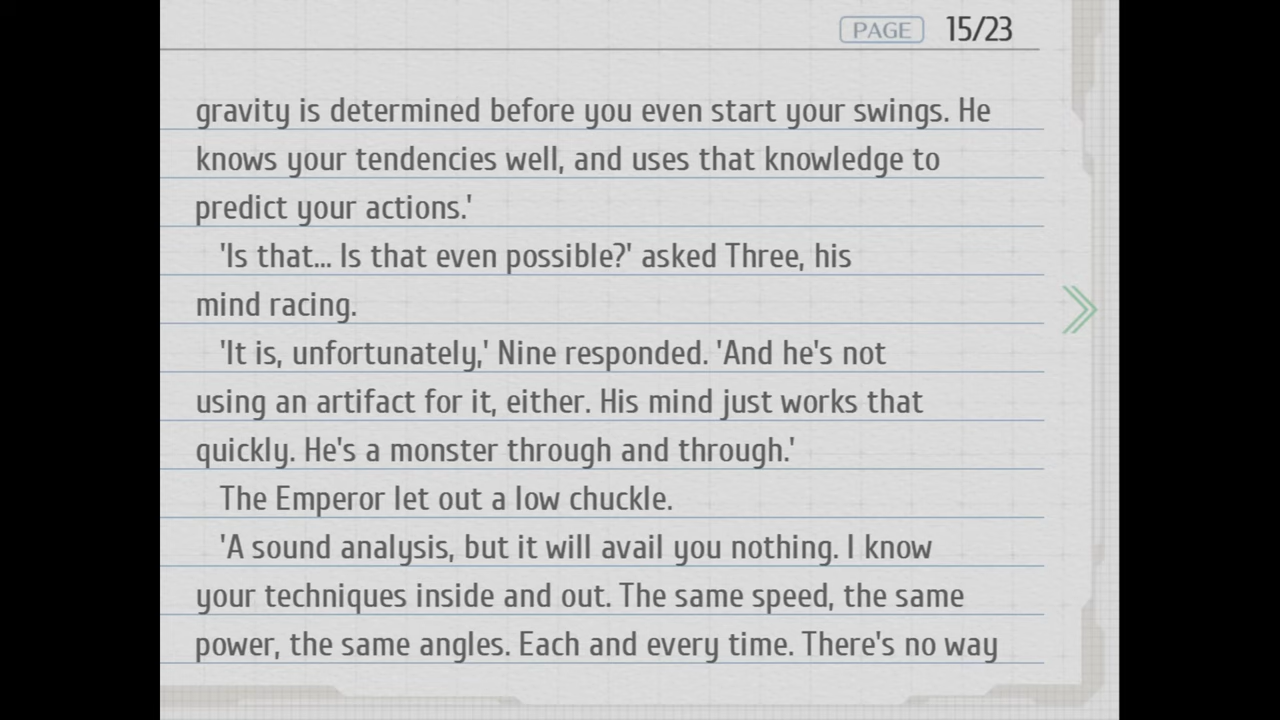 PAGE 15/23
gravity is determined before you even start your swings. He
knows your tendencies well, and uses that knowledge to
predict your actions.'
'Is that... Is that even possible?' asked Three, his
mind racing.
'It is, unfortunately,' Nine responded. 'And he's not
using an artifact for it, either. His mind just works that
quickly. He's a monster through and through.'
The Emperor let out a low chuckle.
'A sound analysis, but it will avail you nothing. I know
your techniques inside and out. The same speed, the same
power, the same angles. Each and every time. There's no way